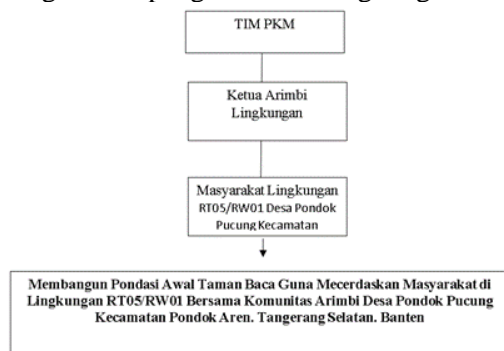 TIM PKM
Ketua Arimbi
Lingkungan
Masyarakat Lingkungan
RT05/RW01 Desa Pondok
Pucung Kecamatan
Membangun Pondasi Awal Taman Baca Guna Mecerdaskan Masyarakat di
Lingkungan RT05/RW01 Bersama Komunitas Arimbi Desa Pondok Pucung
Kecamatan Pondok Aren. Tangerang Selatan. Banten